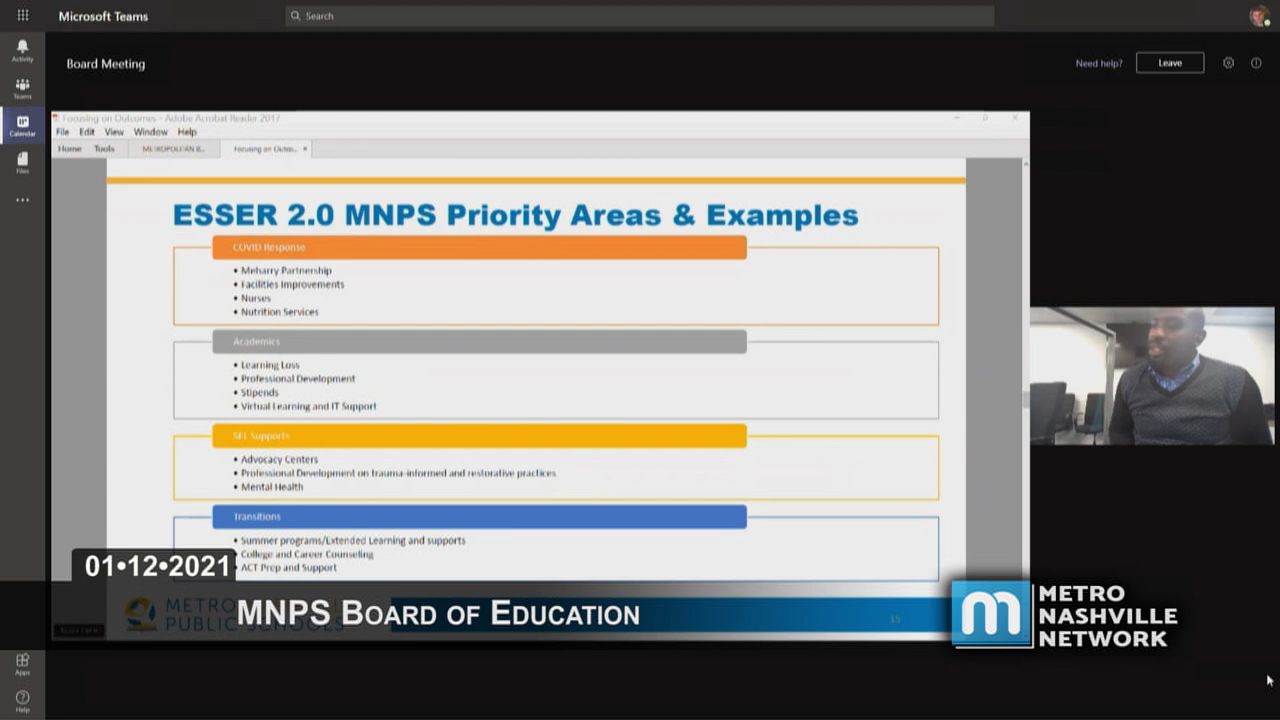 Microsoft Teams
Search
Activity
Board Meeting
Need help?
Leave
Teams
Calendar
Files
Focusing on Outcomes - Adobe Acrobat Reader 2017
File Edit View Window Help
Home Tools METROPOLITAN B... Focusing on Outco... ×
ESSER 2.0 MNPS Priority Areas & Examples
COVID Response
• Meharry Partnership
• Facilities Improvements
• Nurses
• Nutrition Services
Academics
• Learning Loss
• Professional Development
• Stipends
• Virtual Learning and IT Support
SEL Supports
• Advocacy Centers
• Professional Development on trauma-informed and restorative practices
• Mental Health
Transitions
• Summer programs/Extended Learning and supports
• College and Career Counseling
• ACT Prep and Support
01•12•2021
METRO
PUBLIC SCHOOLS
MNPS BOARD OF EDUCATION
15
m METRO
NASHVILLE
NETWORK
Apps
Help